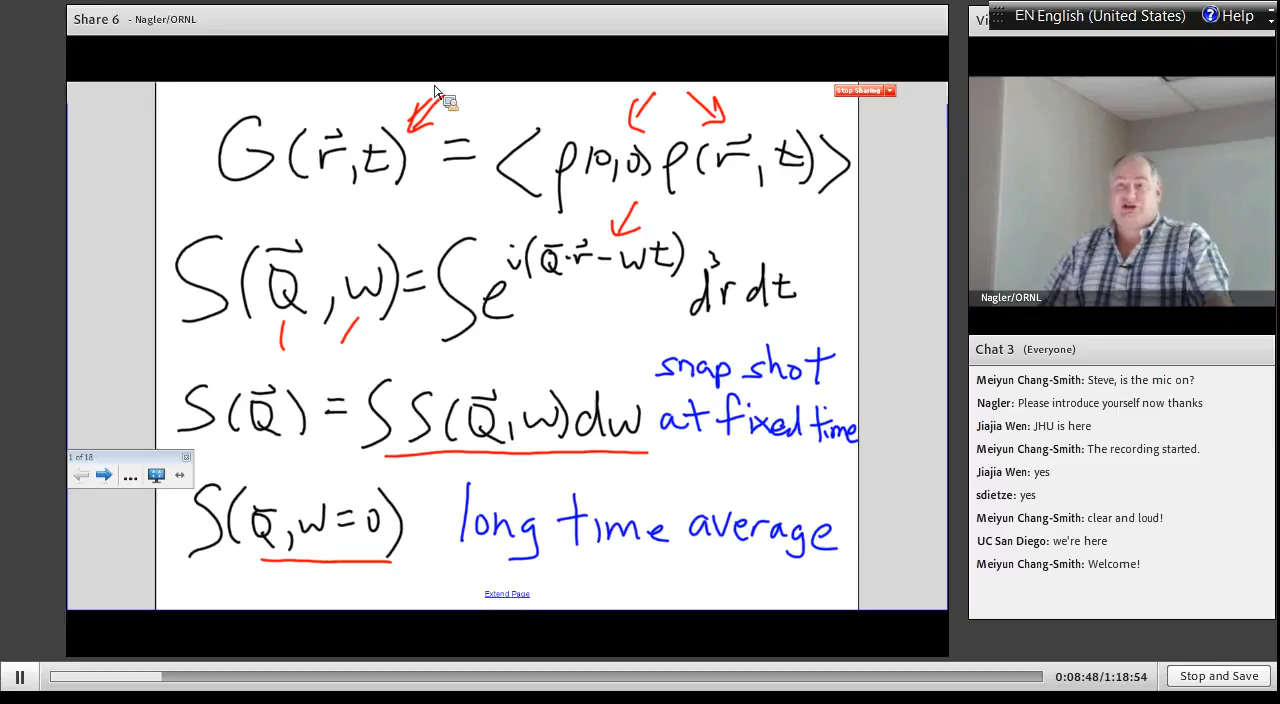 Share 6 - Nagler/ORNL
EN English (United States) Help
Vi
Stop Sharing
G(r⃗,t) = <ρ(0,0)ρ(r⃗,t)>
S(Q⃗,w)=∫e^i(Q⃗·r⃗-wt) d³r dt
S(Q⃗) = ∫S(Q⃗,w)dw
snap shot
at fixed time
1 of 18
...
S(Q⃗,w=0) long time average
Extend Page
Nagler/ORNL
Chat 3 (Everyone)
Meiyun Chang-Smith: Steve, is the mic on?
Nagler: Please introduce yourself now thanks
Jiajia Wen: JHU is here
Meiyun Chang-Smith: The recording started.
Jiajia Wen: yes
sdietze: yes
Meiyun Chang-Smith: clear and loud!
UC San Diego: we're here
Meiyun Chang-Smith: Welcome!
0:08:48/1:18:54
Stop and Save